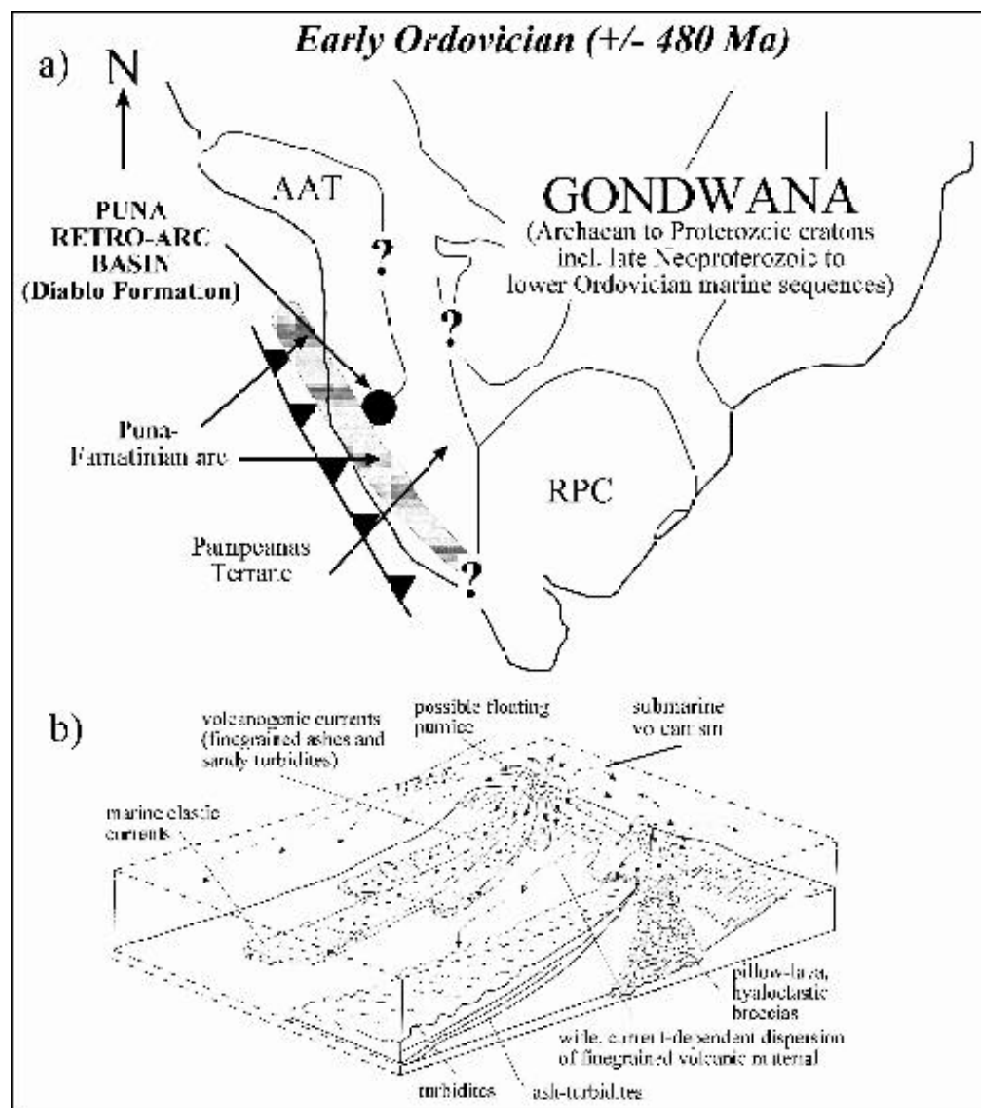 Early Ordovician (+/- 480 Ma)
a)
N
AAT
PUNA
RETRO-ARC
BASIN
(Diablo Formation)
GONDWANA
(Archaean to Proterozoic cratons
incl. late Neoproterozoic to
lower Ordovician marine sequences)
?
?
Puna-
Famatinian arc
RPC
Pampeanas
Terrane
?
b)
volcanogenic currents
(finegrained ashes and
sandy turbidites)
possible floating
pumice
submarine
volcanism
marine clastic
currents
pillow-lava,
hyaloclastic
breccias
wide, current-dependent dispersion
of finegrained volcanic material
turbidites
ash-turbidites